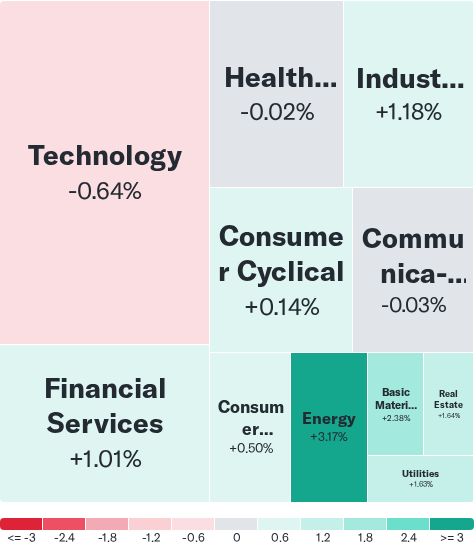 Technology
-0.64%
Health...
-0.02%
Indust...
+1.18%
Consume
r Cyclical
+0.14%
Commu
nica-...
-0.03%
Financial
Services
+1.01%
Consum
er...
+0.50%
Energy
+3.17%
Basic
Materi...
+2.38%
Real
Estate
+1.64%
Utilities
+1.63%
<= -3 -2.4 -1.8 -1.2 -0.6 0 0.6 1.2 1.8 2.4 >= 3